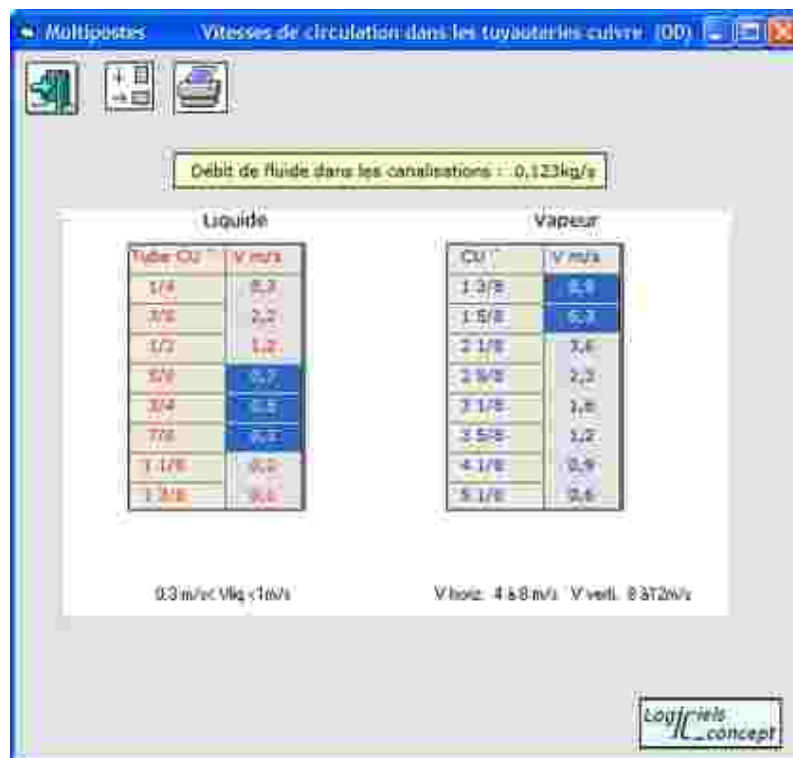 Multipostes Vitesses de circulation dans les tuyauteries cuivre (OD)
Débit de fluide dans les canalisations : 0,123kg/s
Liquide
Tube CU " V m/s
1/4
3/8 2,2
1/2 1,2
5/8 0,7
3/4 0,5
7/8 0,3
1 1/8
1 3/8 0,1
0.3 m/s< Vliq <1m/s
Vapeur
CU " V m/s
1 3/8
1 5/8 6,3
2 1/8 3,6
2 5/8 2,3
3 1/8 1,6
3 5/8 1,2
4 1/8 0,9
5 1/8 0,6
V horiz. 4 à 8 m/s V verti. 8 à12m/s
Logiciels
concept